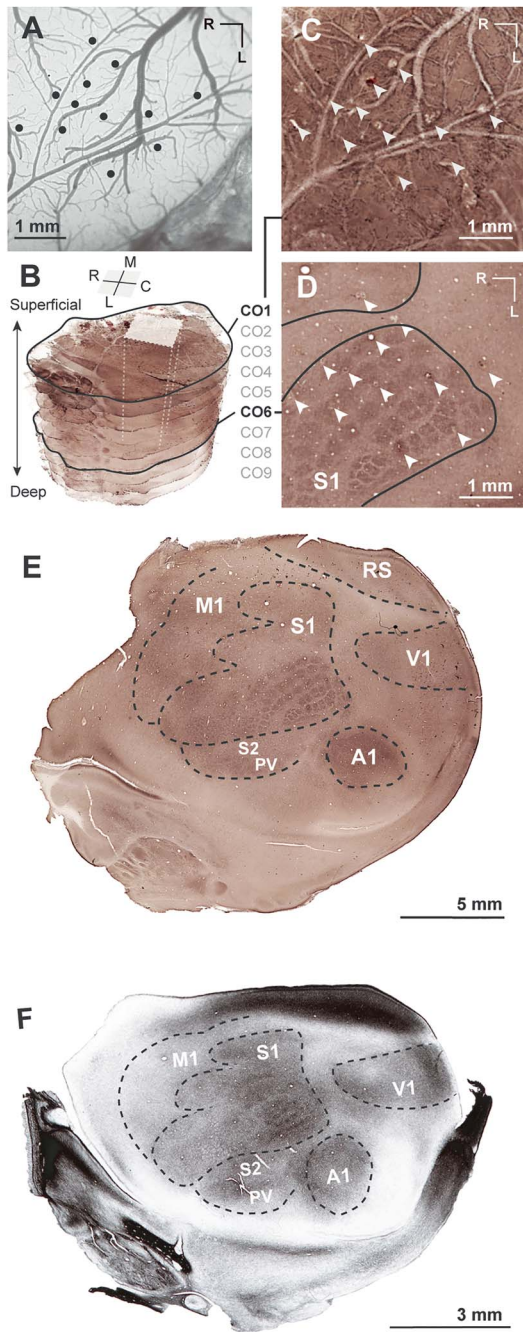 A
R
L
1 mm
C
R
L
1 mm
B
M
R
C
L
Superficial
Deep
CO1
CO2
CO3
CO4
CO5
CO6
CO7
CO8
CO9
D
R
L
S1
1 mm
E
RS
M1
S1
V1
S2
PV
A1
5 mm
F
M1
S1
V1
S2
PV
A1
3 mm